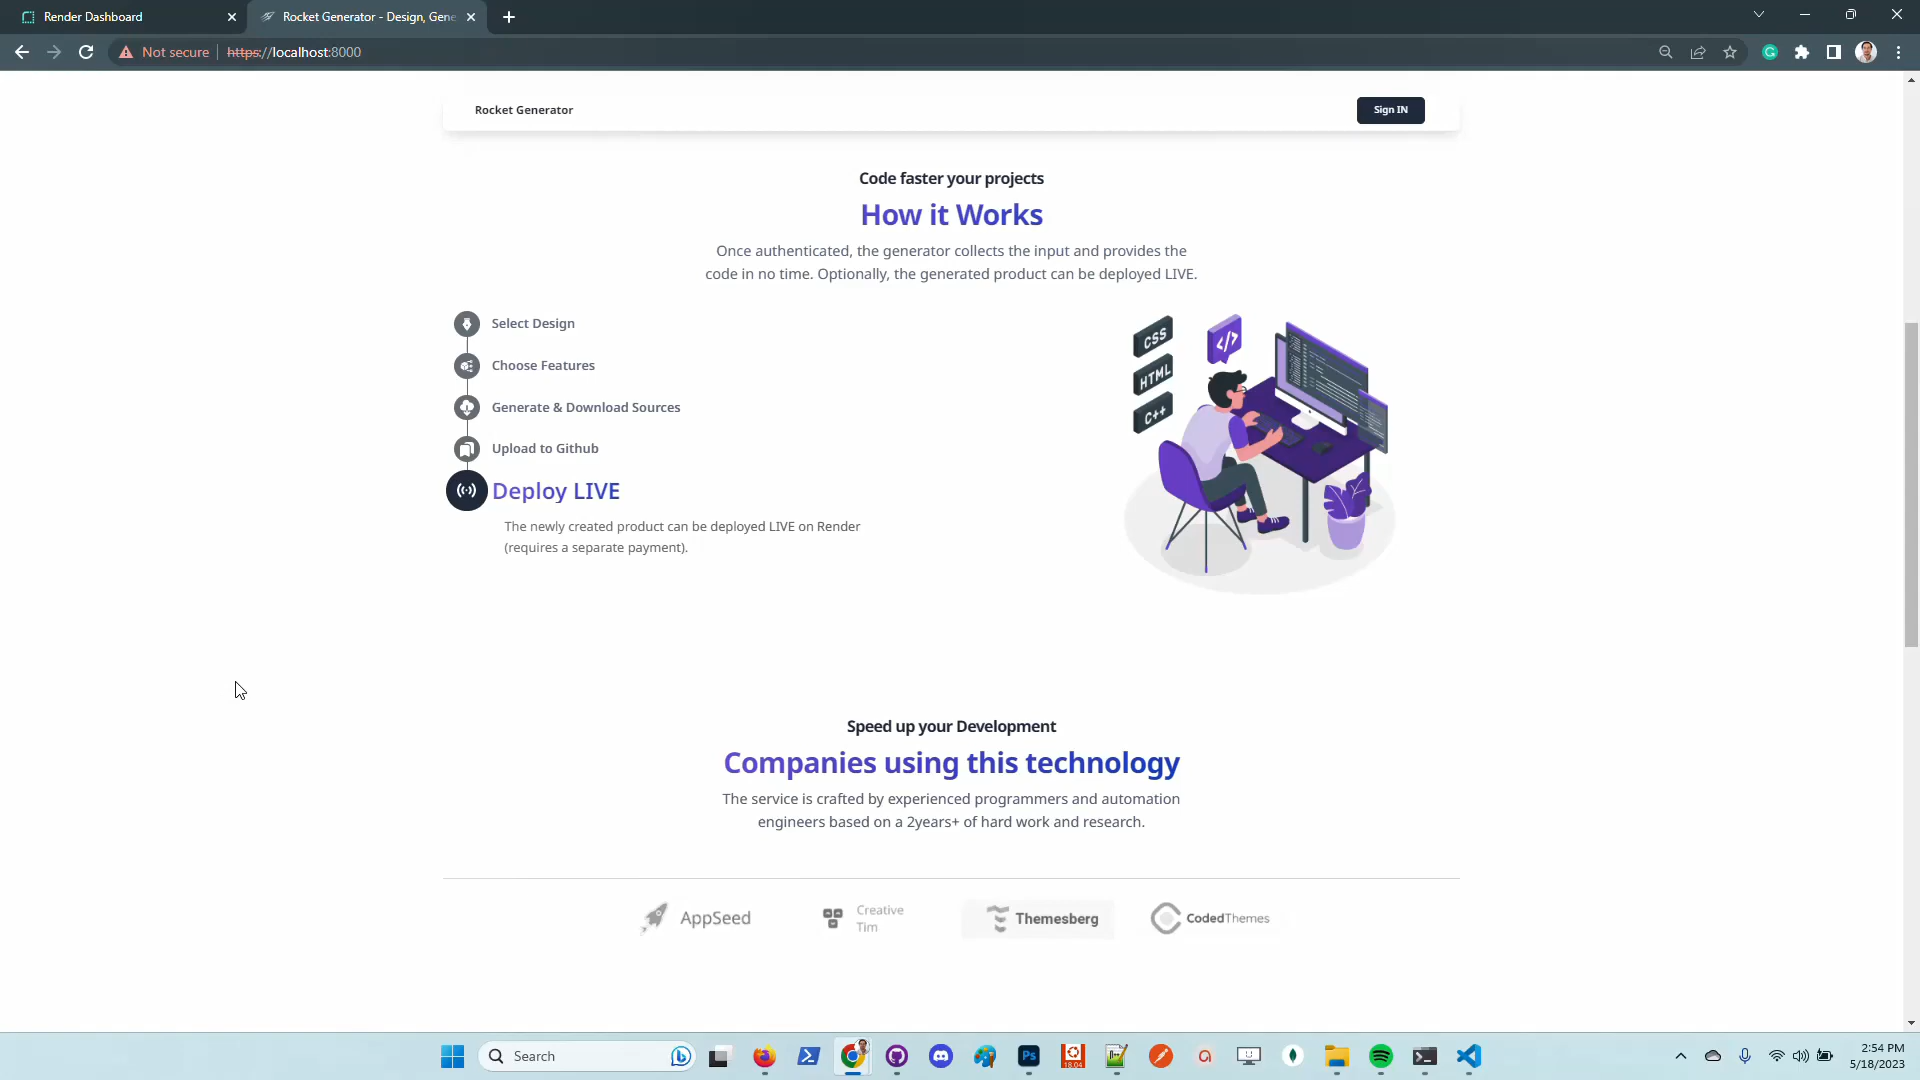 Render Dashboard
Rocket Generator - Design, Gene
Not secure
https://localhost:8000
Rocket Generator
Sign IN
Code faster your projects
How it Works
Once authenticated, the generator collects the input and provides the
code in no time. Optionally, the generated product can be deployed LIVE.
Select Design
Choose Features
Generate & Download Sources
Upload to Github
Deploy LIVE
The newly created product can be deployed LIVE on Render
(requires a separate payment).
CSS
</>
HTML
C++
Speed up your Development
Companies using this technology
The service is crafted by experienced programmers and automation
engineers based on a 2years+ of hard work and research.
AppSeed
Creative
Tim
Themesberg
CodedThemes
Search
Ps
18.04
2:54 PM
5/18/2023